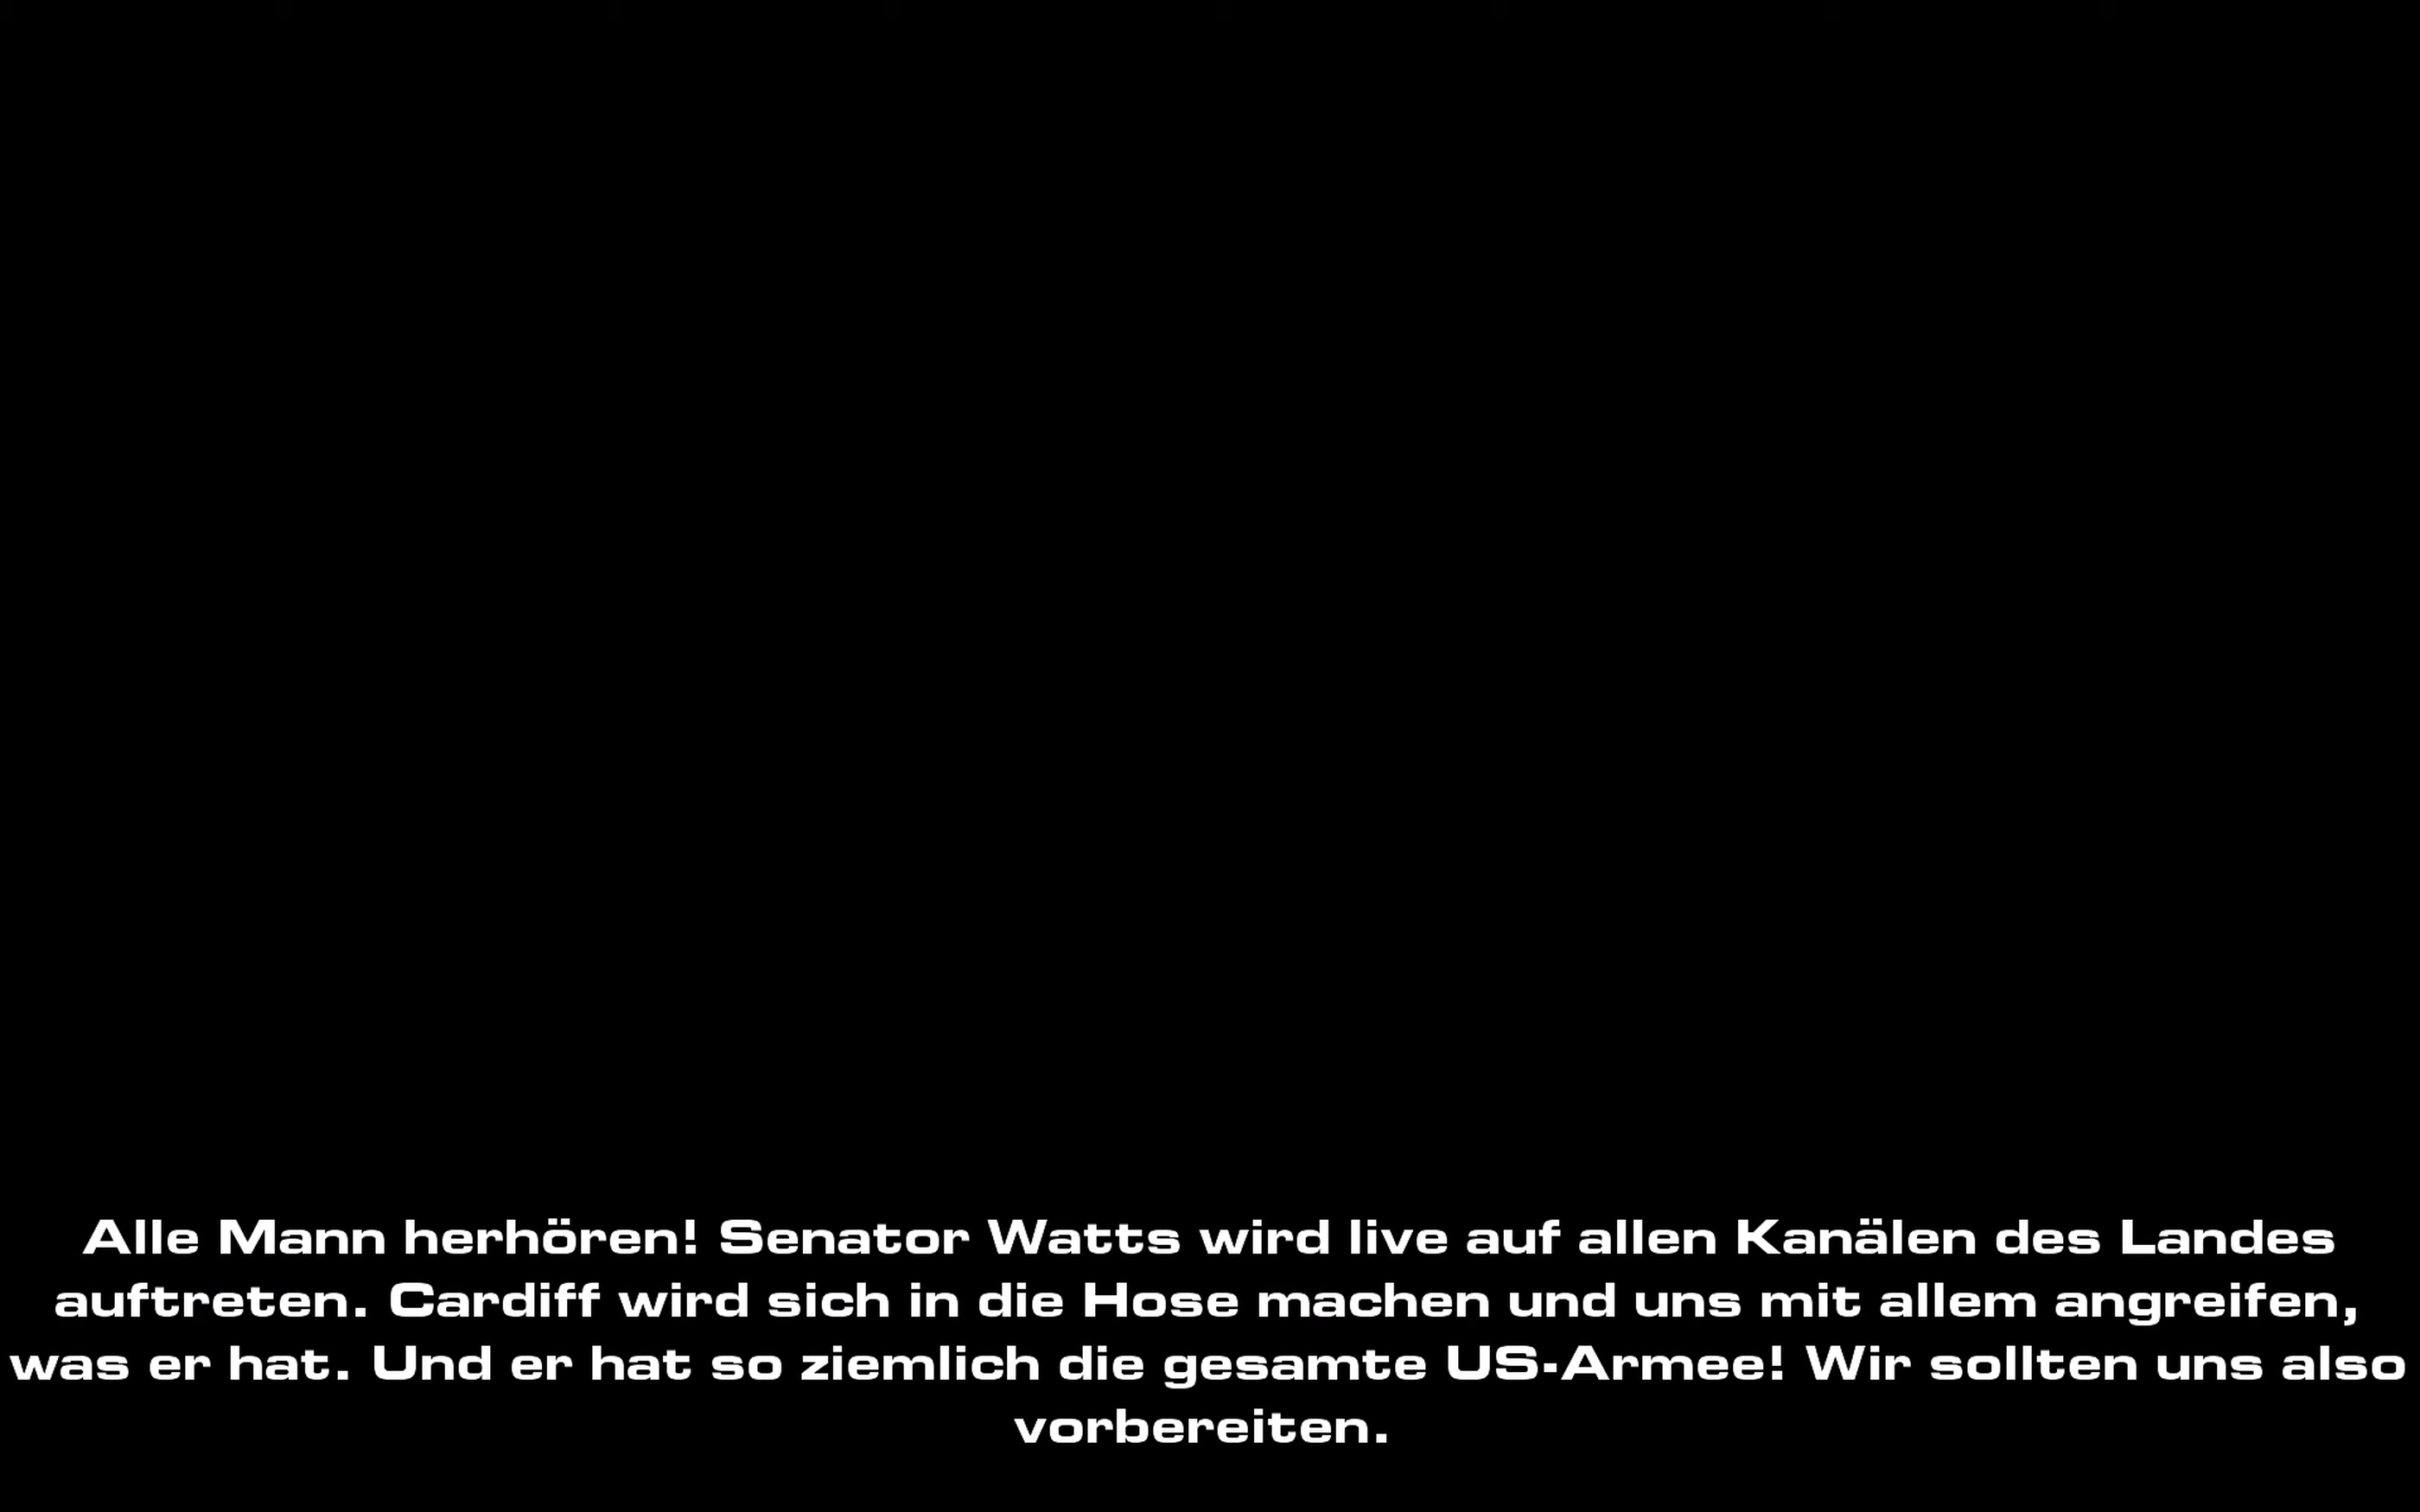 Alle Mann herhören! Senator Watts wird live auf allen Kanälen des Landes
auftreten. Cardiff wird sich in die Hose machen und uns mit allem angreifen,
was er hat. Und er hat so ziemlich die gesamte US-Armee! Wir sollten uns also
vorbereiten.